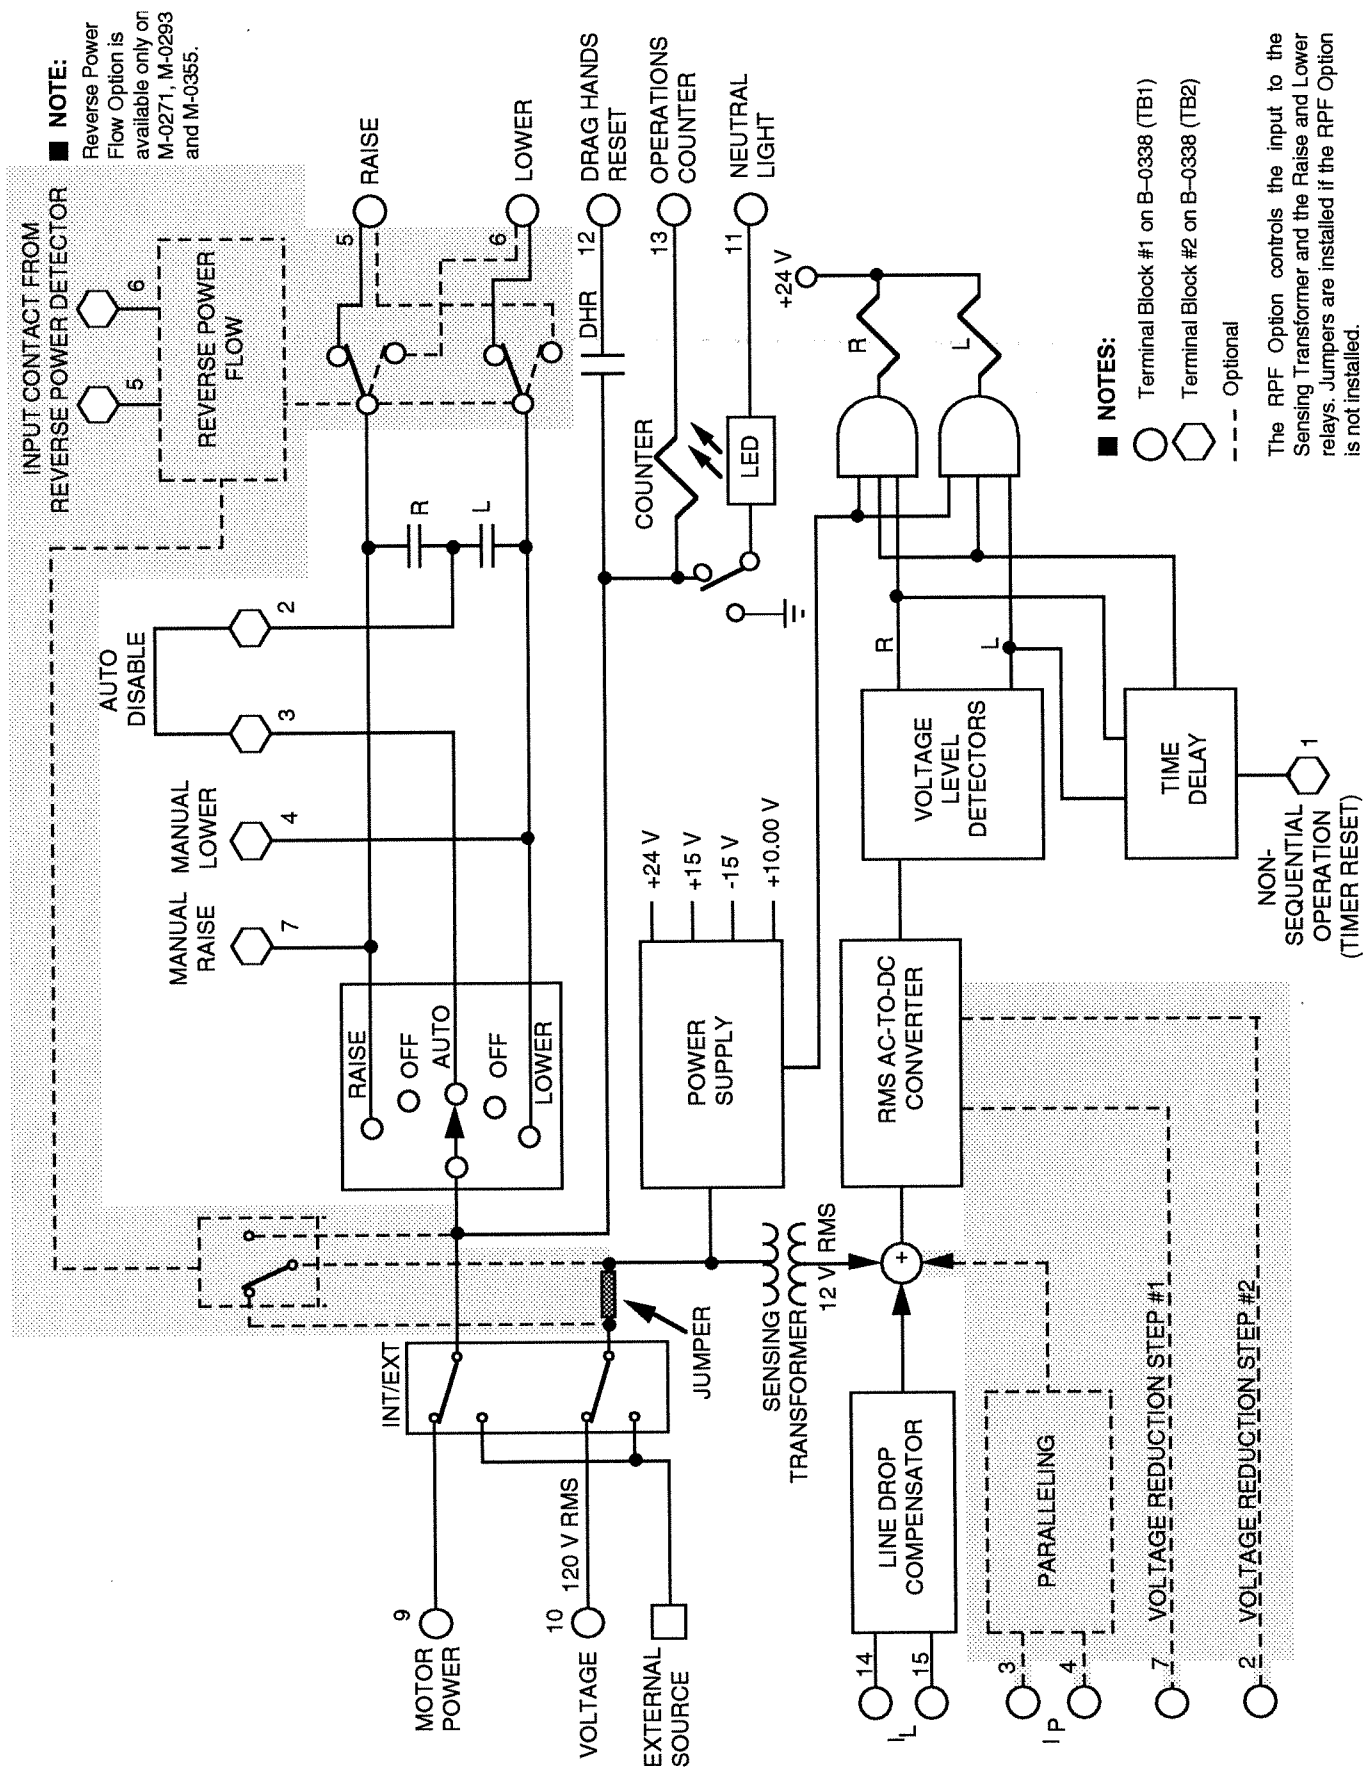 INPUT CONTACT FROM
REVERSE POWER DETECTOR
5
6
REVERSE POWER
FLOW
■ NOTE:
Reverse Power
Flow Option is
available only on
M-0271, M-0293
and M-0355.
AUTO
DISABLE
MANUAL
RAISE
MANUAL
LOWER
7
4
3
2
RAISE
OFF
AUTO
OFF
LOWER
R
L
5
RAISE
6
LOWER
12
DHR
DRAG HANDS
RESET
COUNTER
13
OPERATIONS
COUNTER
LED
11
NEUTRAL
LIGHT
MOTOR
POWER
9
INT/EXT
VOLTAGE
10
120 V RMS
EXTERNAL
SOURCE
JUMPER
SENSING
TRANSFORMER
12 V RMS
POWER
SUPPLY
+24 V
+15 V
-15 V
+10.00 V
+24 V
R
L
LINE DROP
COMPENSATOR
14
15
IL
+
RMS AC-TO-DC
CONVERTER
VOLTAGE
LEVEL
DETECTORS
R
L
TIME
DELAY
NON-
SEQUENTIAL
OPERATION
(TIMER RESET)
1
PARALLELING
3
4
IP
7
VOLTAGE REDUCTION STEP #1
2
VOLTAGE REDUCTION STEP #2
■ NOTES:
Terminal Block #1 on B–0338 (TB1)
Terminal Block #2 on B–0338 (TB2)
Optional
The RPF Option controls the input to the
Sensing Transformer and the Raise and Lower
relays. Jumpers are installed if the RPF Option
is not installed.